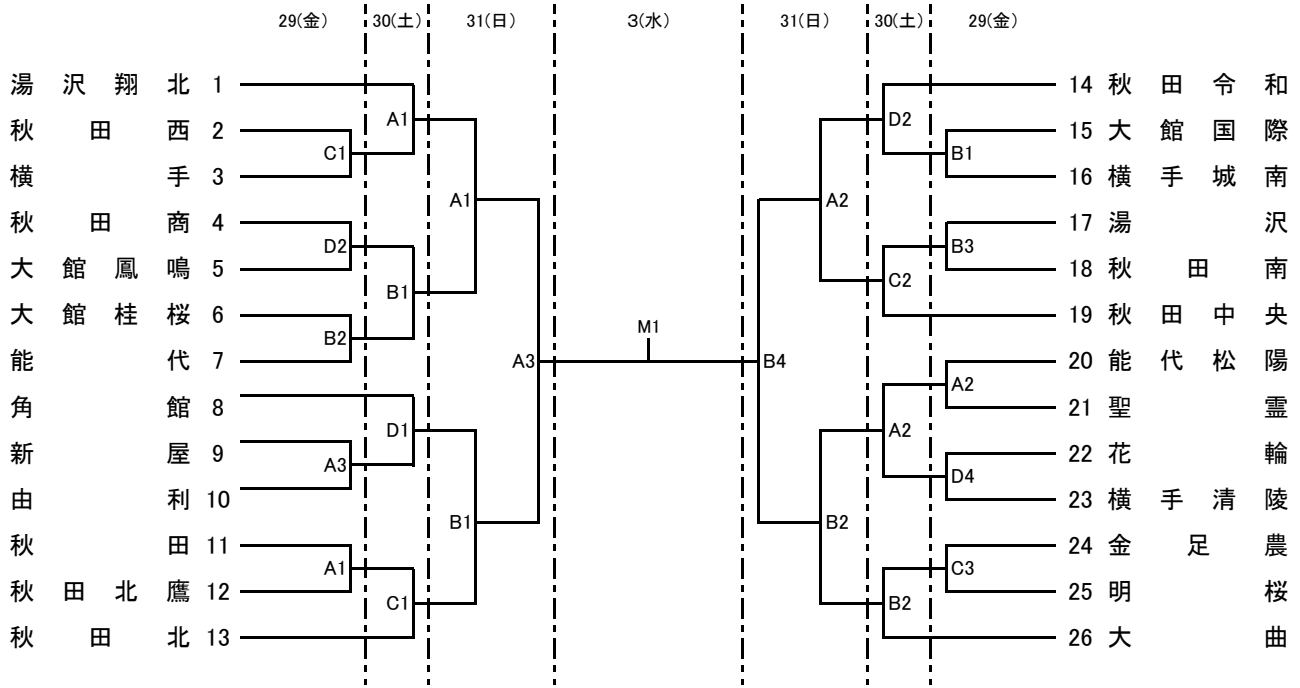 29(金) 30(土) 31(日) 3(水) 31(日) 30(土) 29(金)
湯沢翔北 1 14 秋田令和
A1 D2
秋田西 2 15 大館国際
C1 B1
横手 3 16 横手城南
A1 A2
秋田商 4 17 湯沢
D2 B3
大館鳳鳴 5 18 秋田南
B1 C2
大館桂桜 6 19 秋田中央
B2 M1
能代 7 A3 B4 20 能代松陽
A2
角館 8 21 聖霊
D1 A2
新屋 9 22 花輪
A3 D4
由利 10 23 横手清陵
B1 B2
秋田 11 24 金足農
A1 C3
秋田北鷹 12 25 明桜
C1 B2
秋田北 13 26 大曲